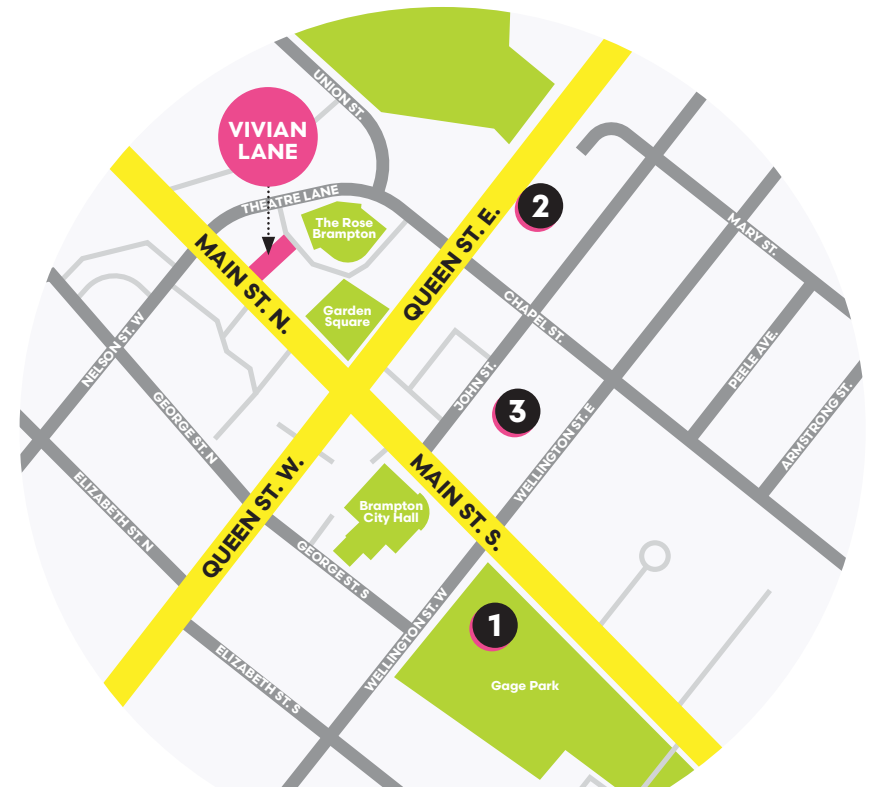 UNION ST.
VIVIAN
LANE
THEATRE LANE
The Rose
Brampton
2
MAIN ST. N.
QUEEN ST. E.
MARY ST.
Garden
Square
CHAPEL ST.
NELSON ST. W
PEELE AVE.
JOHN ST.
3
GEORGE ST. N
ARMSTRONG ST.
WELLINGTON ST. E
QUEEN ST. W.
MAIN ST. S.
Brampton
City Hall
ELIZABETH ST. N
GEORGE ST. S
WELLINGTON ST. W
1
ELIZABETH ST. S
Gage Park